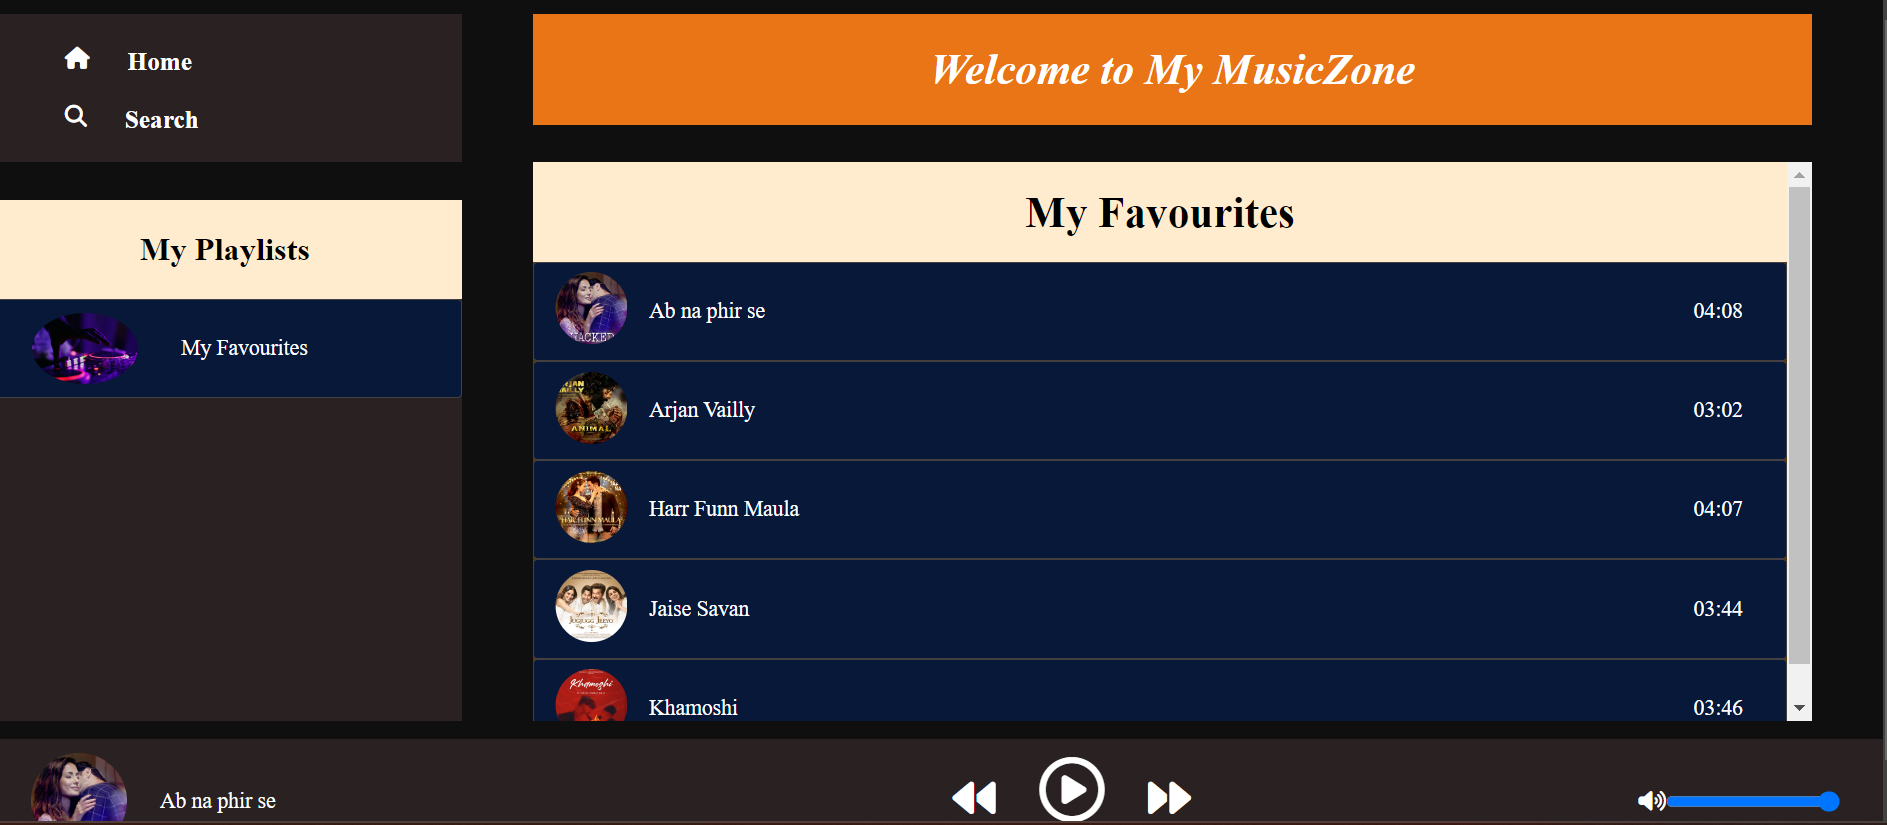 Home
Search
My Playlists
My Favourites
Welcome to My MusicZone
My Favourites
HACKED
Ab na phir se
04:08
ARJAN
VAILLY
ANIMAL
Arjan Vailly
03:02
HAR FUNN MAULA
Harr Funn Maula
04:07
JUGJUGG JEEYO
Jaise Savan
03:44
Khamoshi
Khamoshi
03:46
Ab na phir se